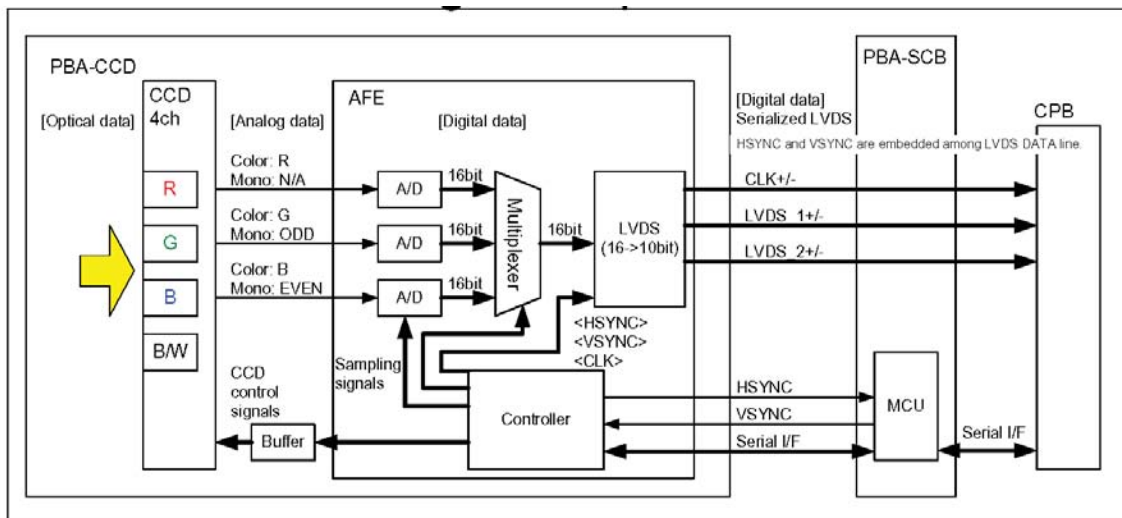 PBA-CCD
CCD
4ch
[Optical data]
R
G
B
B/W
[Analog data]
Color: R
Mono: N/A
Color: G
Mono: ODD
Color: B
Mono: EVEN
CCD
control
signals
Buffer
AFE
[Digital data]
A/D
16bit
A/D
16bit
A/D
16bit
Multiplexer
16bit
LVDS
(16->10bit)
Sampling
signals
<HSYNC>
<VSYNC>
<CLK>
Controller
[Digital data]
Serialized LVDS
HSYNC and VSYNC are embedded among LVDS DATA line.
CLK+/-
LVDS_1+/-
LVDS_2+/-
HSYNC
VSYNC
Serial I/F
PBA-SCB
MCU
Serial I/F
CPB